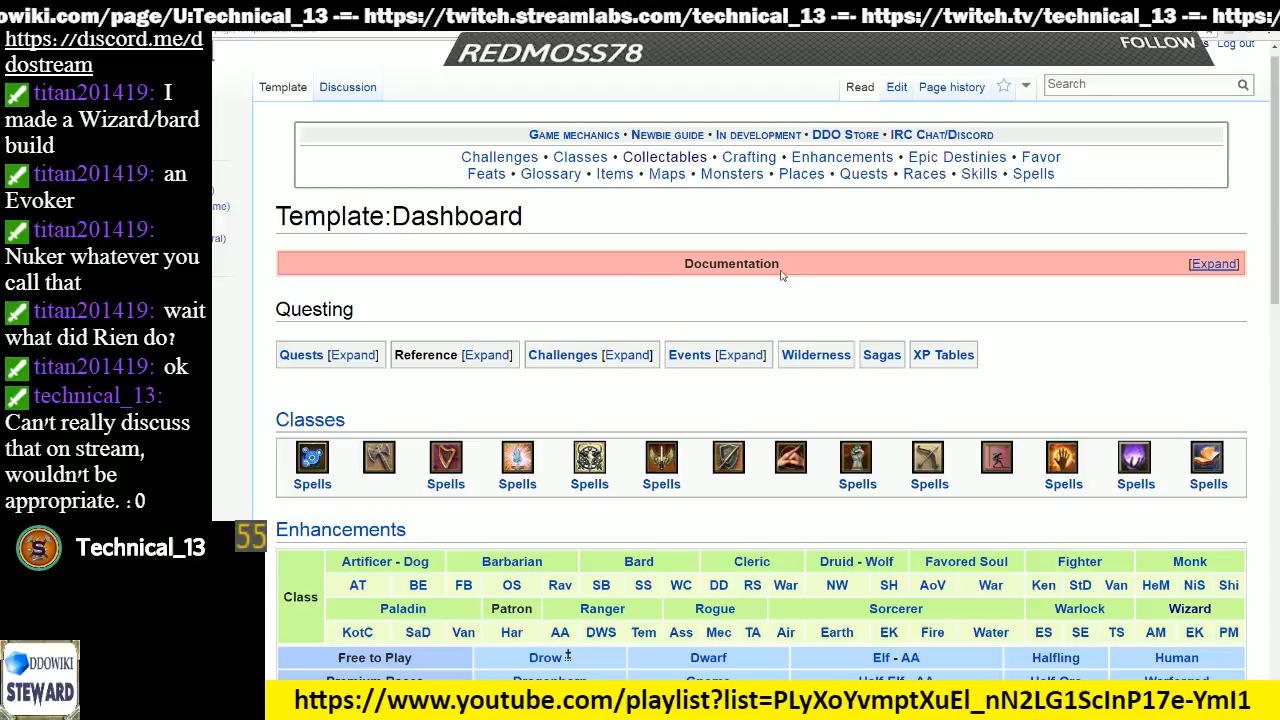 owiki.com/page/U:Technical_13 -=- https://twitch.streamlabs.com/technical_13 -=- https://twitch.tv/technical_13 -=- https:/
https://discord.me/d
dostream
titan201419: I
made a Wizard/bard
build
titan201419: an
Evoker
titan201419:
Nuker whatever you
call that
titan201419: wait
what did Rien do?
titan201419: ok
technical_13:
Can't really discuss
that on stream,
wouldn't be
appropriate. :0
Technical_13
55
DDOWIKI
STEWARD
REDMOSS78
FOLLOW
Log out
Template Discussion Read Edit Page history Search
Game mechanics • Newbie guide • In development • DDO Store • IRC Chat/Discord
Challenges • Classes • Collectables • Crafting • Enhancements • Epic Destinies • Favor
Feats • Glossary • Items • Maps • Monsters • Places • Quests • Races • Skills • Spells
Template:Dashboard
Documentation [Expand]
Questing
Quests [Expand] Reference [Expand] Challenges [Expand] Events [Expand] Wilderness Sagas XP Tables
Classes
Spells Spells Spells Spells Spells Spells Spells Spells Spells Spells
Enhancements
Class
Artificer - Dog Barbarian Bard Cleric Druid - Wolf Favored Soul Fighter Monk
AT BE FB OS Rav SB SS WC DD RS War NW SH AoV War Ken StD Van HeM NiS Shi
Paladin Patron Ranger Rogue Sorcerer Warlock Wizard
KotC SaD Van Har AA DWS Tem Ass Mec TA Air Earth EK Fire Water ES SE TS AM EK PM
Free to Play Drow ‡ Dwarf Elf - AA Halfling Human
https://www.youtube.com/playlist?list=PLyXoYvmptXuEl_nN2LG1ScInP17e-YmI1